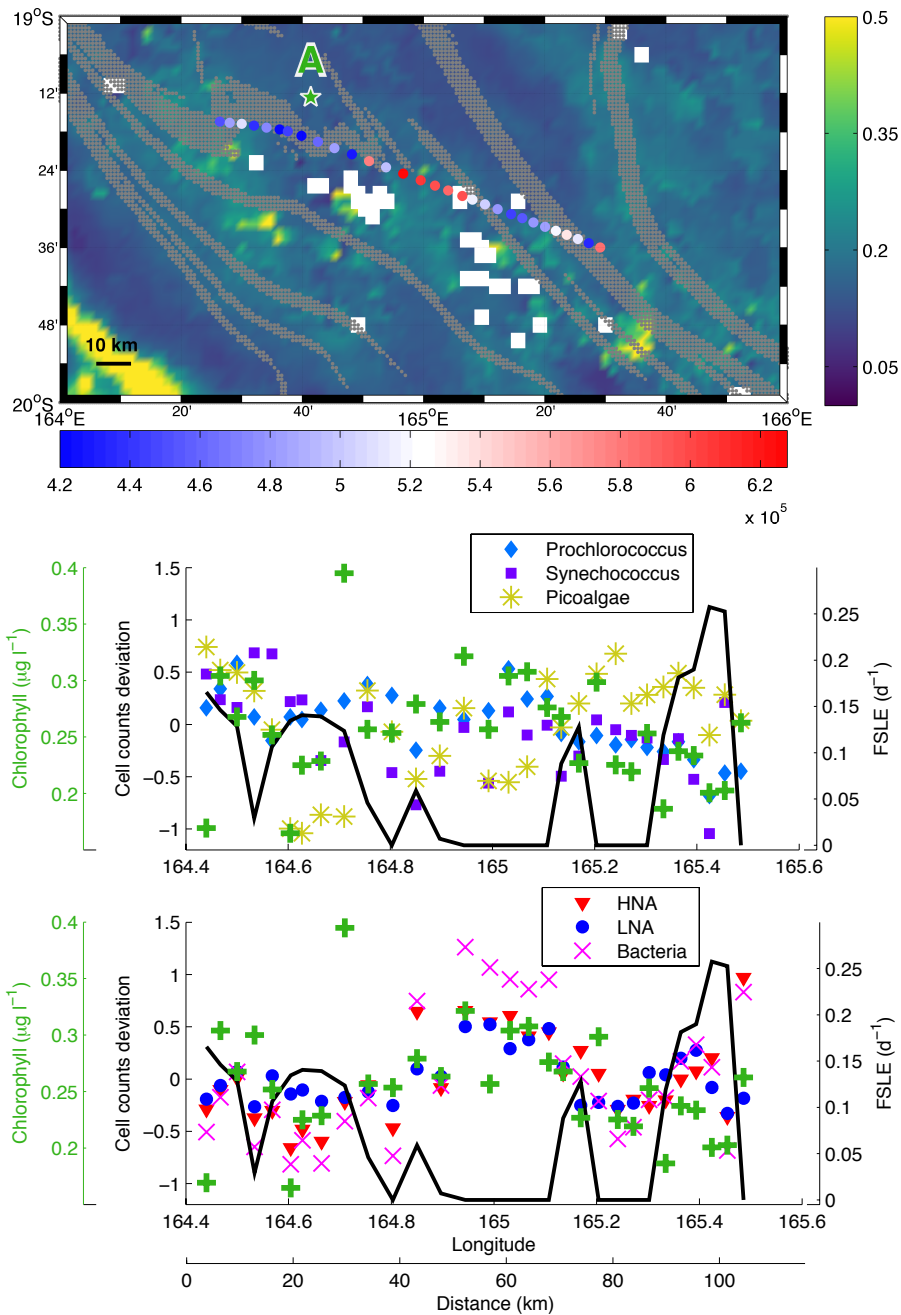 19°S
12'
24'
36'
48'
20°S
A
10 km
164°E 20' 40' 165°E 20' 40' 166°E
0.5
0.35
0.2
0.05
4.2 4.4 4.6 4.8 5 5.2 5.4 5.6 5.8 6 6.2
x 10⁵
Prochlorococcus
Synechococcus
Picoalgae
Chlorophyll (µg l⁻¹)
0.4
0.35
0.3
0.25
0.2
Cell counts deviation
1.5
1
0.5
0
−0.5
−1
FSLE (d⁻¹)
0.25
0.2
0.15
0.1
0.05
0
164.4 164.6 164.8 165 165.2 165.4 165.6
HNA
LNA
Bacteria
Chlorophyll (µg l⁻¹)
0.4
0.35
0.3
0.25
0.2
Cell counts deviation
1.5
1
0.5
0
−0.5
−1
FSLE (d⁻¹)
0.25
0.2
0.15
0.1
0.05
0
164.4 164.6 164.8 165 165.2 165.4 165.6
Longitude
0 20 40 60 80 100
Distance (km)